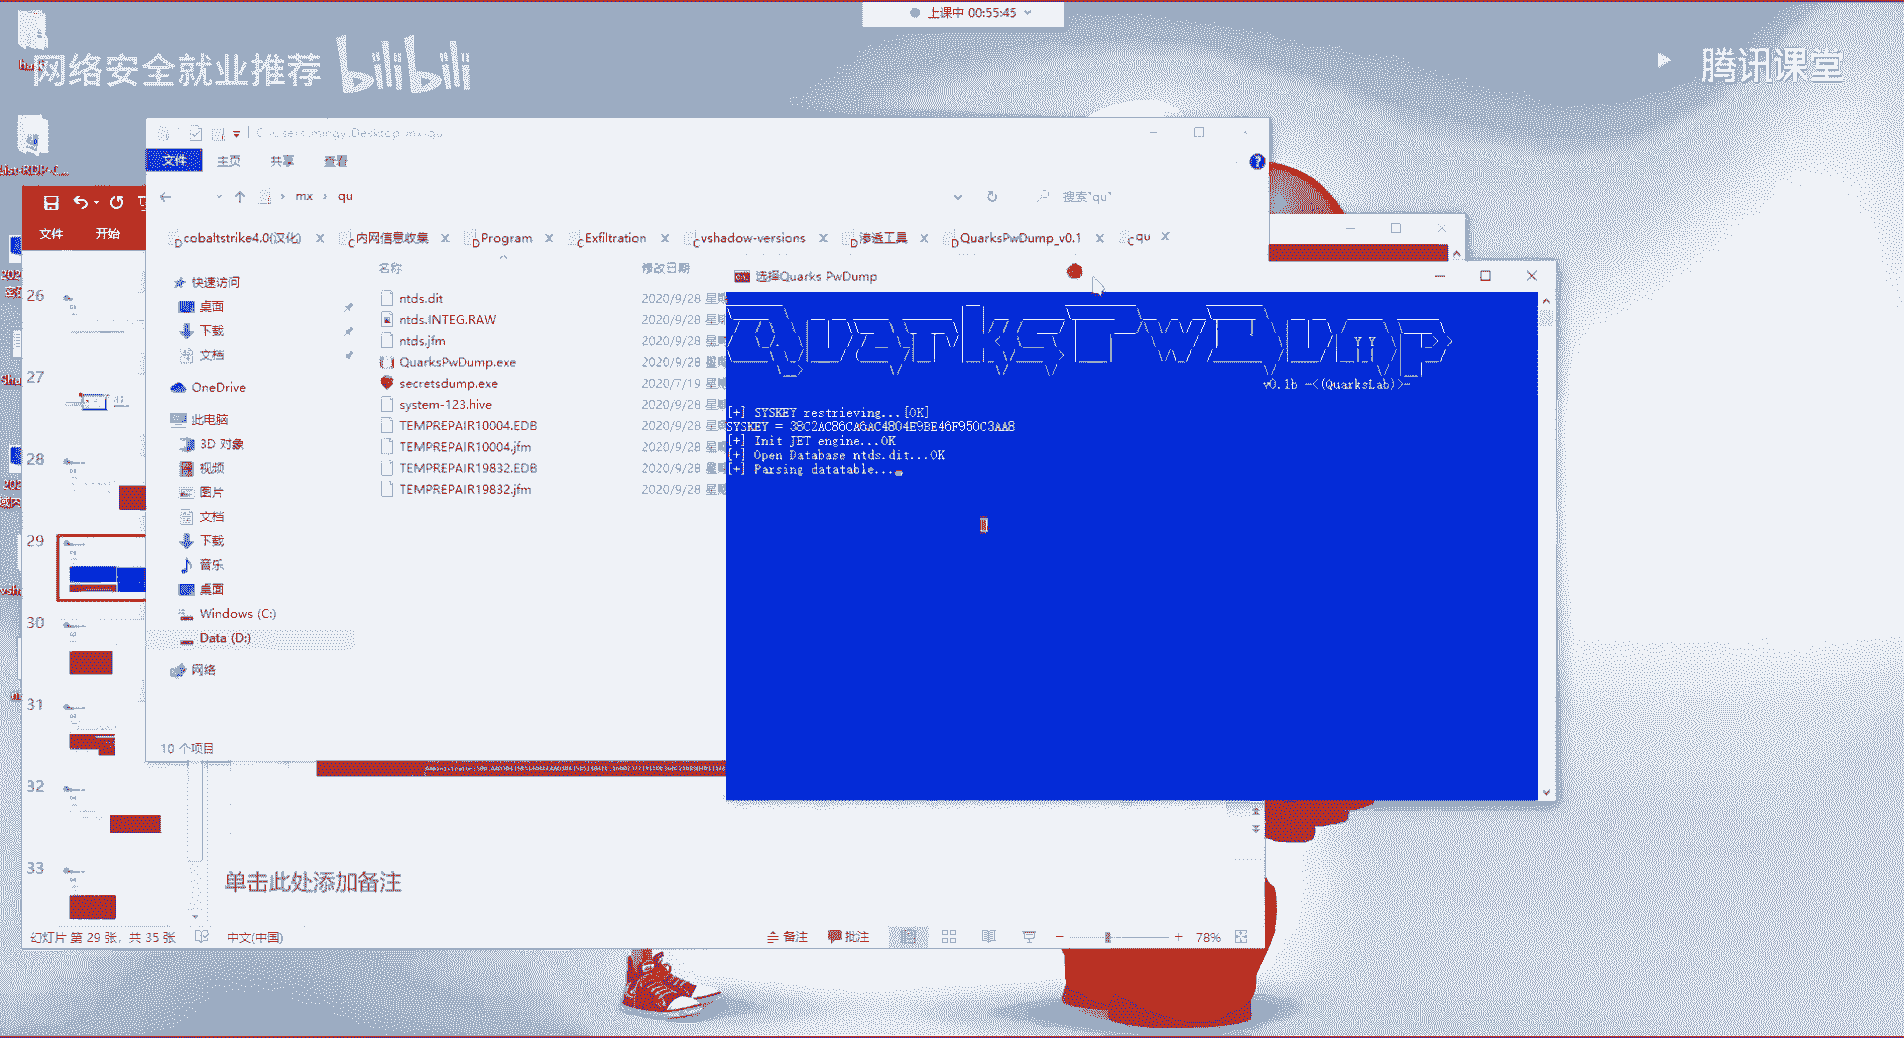 上课中 00:55:45
网络安全就业推荐 bilibili
腾讯课堂
文件 主页 共享 查看
mx › qu
搜索"qu"
cobaltstrike4.0(汉化) 内网信息收集 Program Exfiltration vshadow-versions 渗透工具 QuarksPwDump_v0.1 qu
文件 开始
名称 修改日期
快速访问
桌面
下载
文档
OneDrive
此电脑
3D 对象
视频
图片
文档
下载
音乐
桌面
Windows (C:)
Data (D:)
网络
10 个项目
ntds.dit 2020/9/28
ntds.INTEG.RAW 2020/9/28
ntds.jfm 2020/9/28
QuarksPwDump.exe 2020/9/28
secretsdump.exe 2020/7/19
system-123.hive 2020/9/28
TEMPREPAIR10004.EDB 2020/9/28
TEMPREPAIR10004.jfm 2020/9/28
TEMPREPAIR19832.EDB 2020/9/28
TEMPREPAIR19832.jfm 2020/9/28
选择Quarks PwDump
QuarksPwDump
v0.1b -<(QuarksLab)>-
[+] SYSKEY restrieving...[OK]
SYSKEY = 38C2AC86CA6AC4804E9BE46F950C3AA8
[+] Init JET engine...OK
[+] Open Database ntds.dit...OK
[+] Parsing datatable...
26
27
28
29
30
31
32
33
单击此处添加备注
幻灯片 第 29 张，共 35 张 中文(中国)
备注 批注 78%